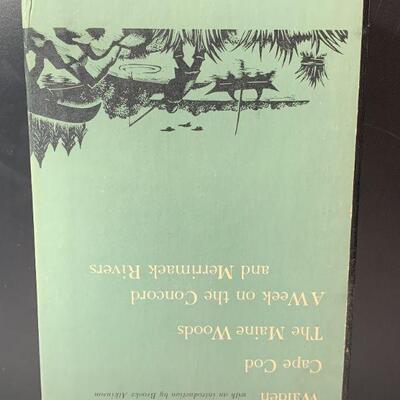 Walden
with an introduction by Brooks Atkinson
Cape Cod
The Maine Woods
A Week on the Concord
and Merrimack Rivers